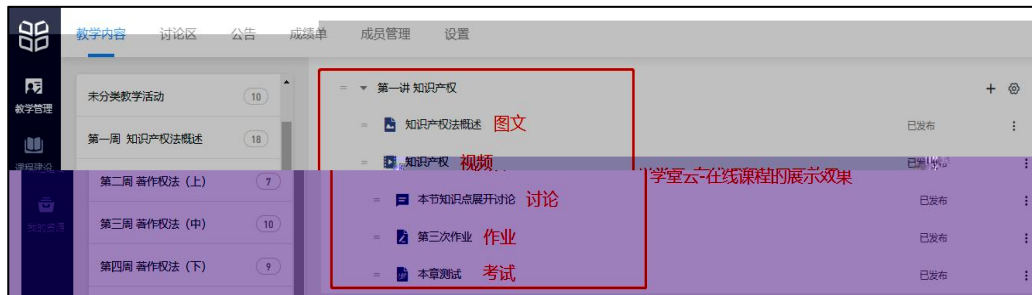 教学内容 讨论区 公告 成绩单 成员管理 设置
教学管理
未分类教学活动 10
第一周 知识产权法概述 18
第二周 著作权法（上） 7
第三周 著作权法（中） 10
第四周 著作权法（下） 9
第一讲 知识产权
知识产权法概述 图文 已发布
知识产权 视频
学堂云-在线课程的展示效果
本节知识点展开讨论 讨论 已发布
第三次作业 作业 已发布
本章测试 考试 已发布